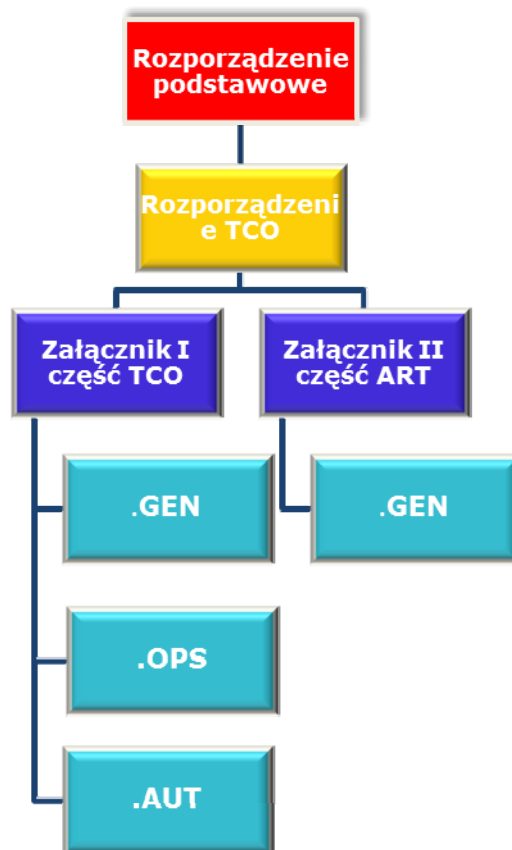 Rozporządzenie
podstawowe
Rozporządzeni
e TCO
Załącznik I
część TCO
Załącznik II
część ART
.GEN
.GEN
.OPS
.AUT